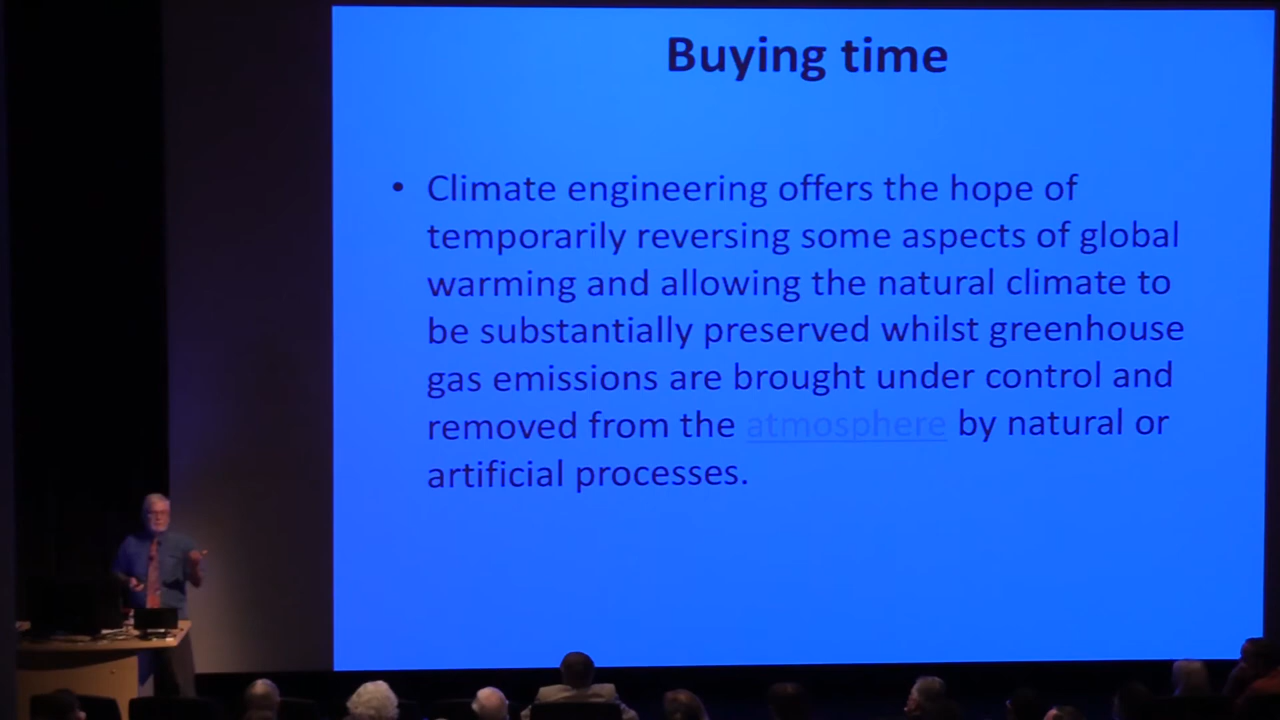 Buying time
• Climate engineering offers the hope of
temporarily reversing some aspects of global
warming and allowing the natural climate to
be substantially preserved whilst greenhouse
gas emissions are brought under control and
removed from the atmosphere by natural or
artificial processes.